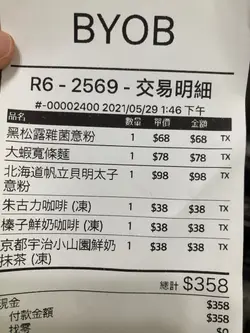 BYOB
R6 - 2569 - 交易明細
#-00002400 2021/05/29 1:46 下午
品名 數量 單價 金額
黑松露雜菌意粉 1 $68 $68 TX
大蝦寬條麵 1 $78 $78 TX
北海道帆立貝明太子 1 $98 $98 TX
意粉
朱古力咖啡 (凍) 1 $38 $38 TX
榛子鮮奶咖啡 (凍) 1 $38 $38 TX
京都宇治小山園鮮奶 1 $38 $38 TX
抹茶 (凍)
總計 $358
現金 $358
付款金額 $358
找零 $0